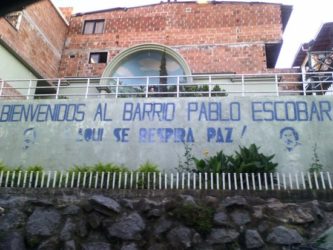 BIENVENIDOS AL BARRIO PABLO ESCOBAR
¡AQUI SE RESPIRA PAZ!